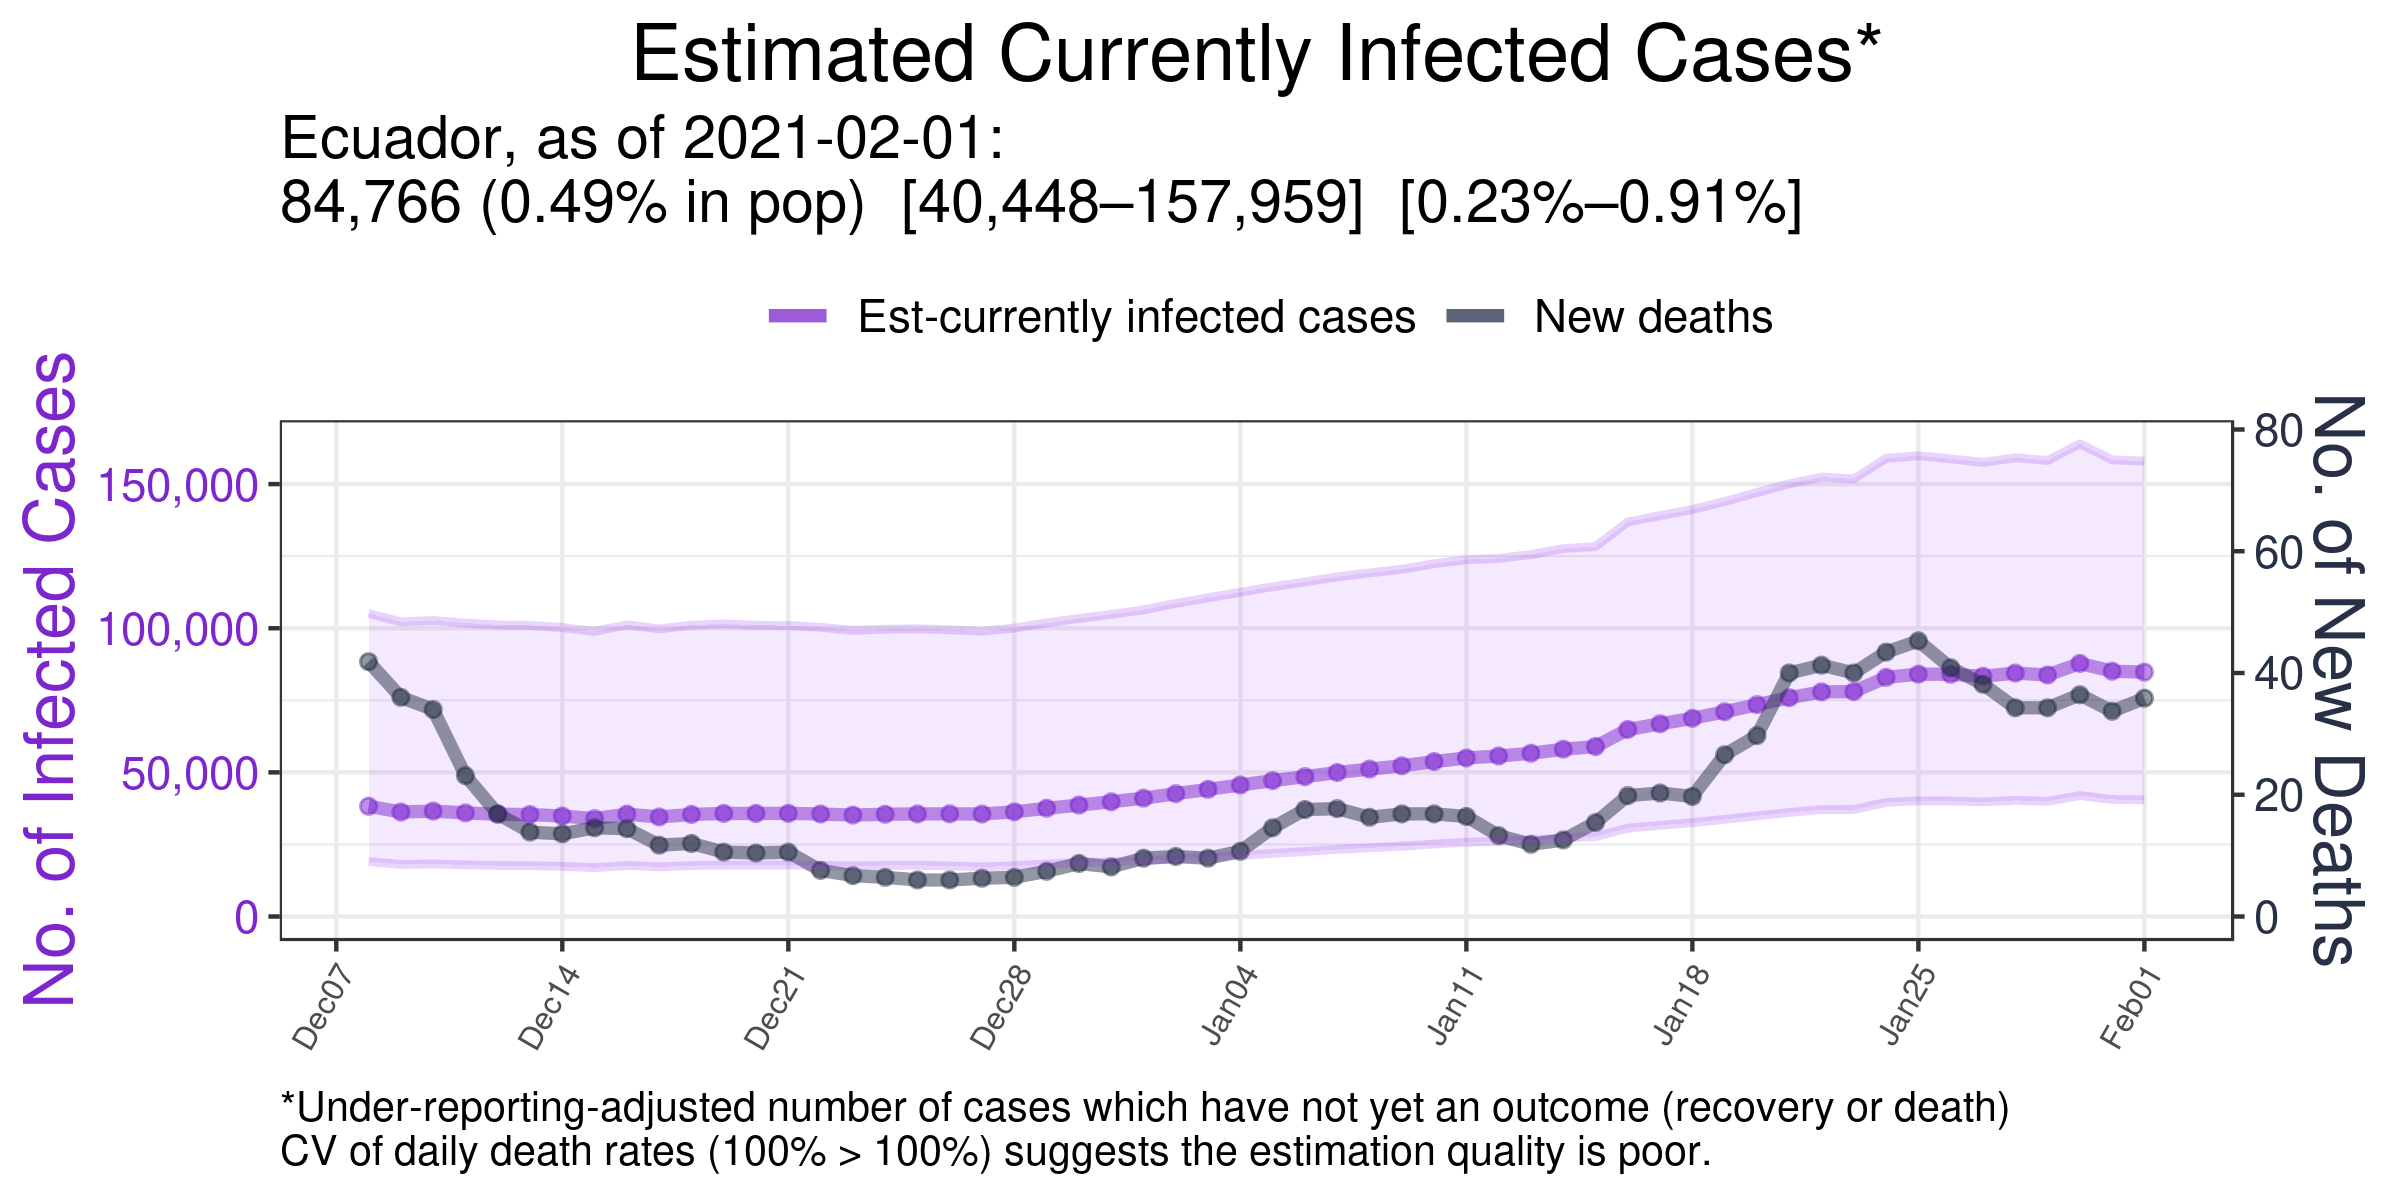 Estimated Currently Infected Cases*
Ecuador, as of 2021-02-01:
84,766 (0.49% in pop)  [40,448–157,959]  [0.23%–0.91%]
Est-currently infected cases
New deaths
No. of Infected Cases
150,000
100,000
50,000
0
80
60
40
20
0
No. of New Deaths
Dec07
Dec14
Dec21
Dec28
Jan04
Jan11
Jan18
Jan25
Feb01
*Under-reporting-adjusted number of cases which have not yet an outcome (recovery or death)
CV of daily death rates (100% > 100%) suggests the estimation quality is poor.